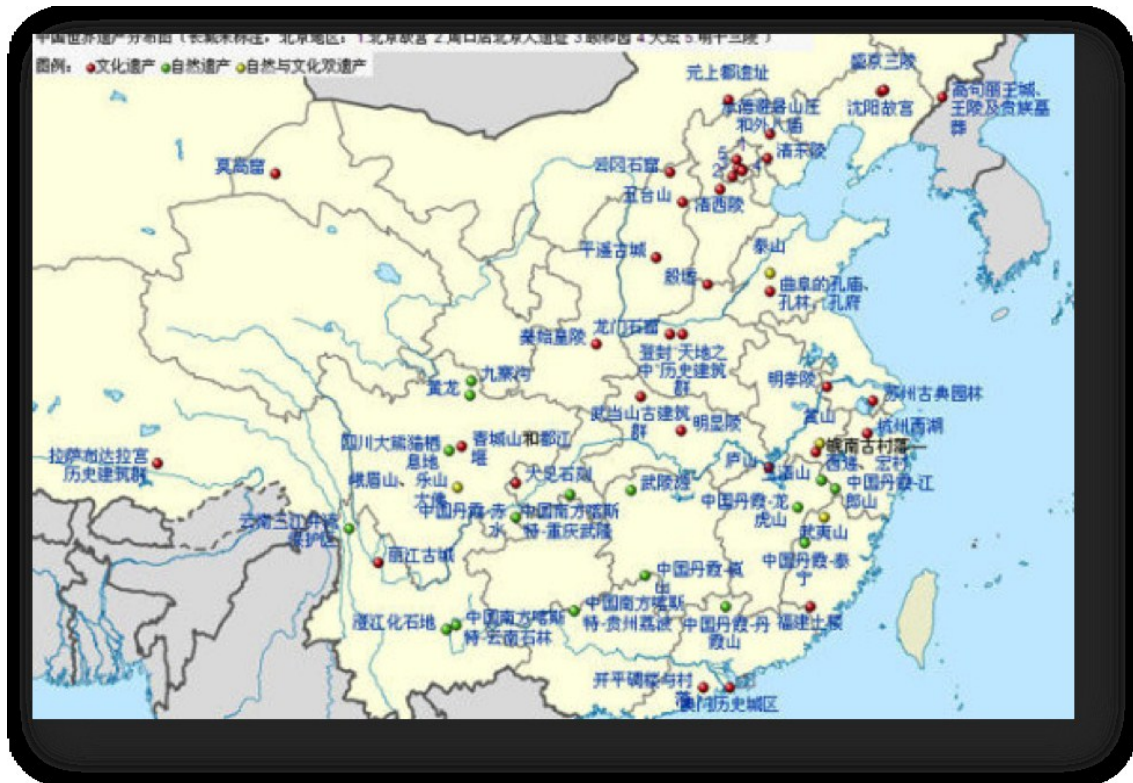 中国世界遗产分布图（长城未标注，北京地区：1.北京故宫 2.周口店北京人遗址 3.颐和园 4.天坛 5.明十三陵 ）
图例： 文化遗产 自然遗产 自然与文化双遗产
元上都遗址
盛京三陵
沈阳故宫
高句丽王城、
王陵及贵族墓
葬
承德避暑山庄
和外八庙
莫高窟
云冈石窟
5
1
2
4
清东陵
五台山
清西陵
平遥古城
泰山
殷墟
曲阜的孔庙、
孔林、孔府
秦始皇陵
龙门石窟
登封“天地之
中”历史建筑
群
九寨沟
黄龙
明孝陵
苏州古典园林
武当山古建筑
群
明显陵
黄山
杭州西湖
皖南古村落—
西递、宏村
拉萨布达拉宫
历史建筑群
四川大熊猫栖
息地
青城山和都江
堰
峨眉山、乐山
大佛
大足石刻
武陵源
庐山
三清山
中国丹霞-江
郎山
中国丹霞-赤
水
中国南方喀斯
特-重庆武隆
中国丹霞-龙
虎山
武夷山
云南三江并流
保护区
丽江古城
中国丹霞-泰
宁
中国丹霞-崀
山
澄江化石地
中国南方喀斯
特-云南石林
中国南方喀斯
特-贵州荔波
中国丹霞-丹
霞山
福建土楼
开平碉楼与村
落
澳门历史城区